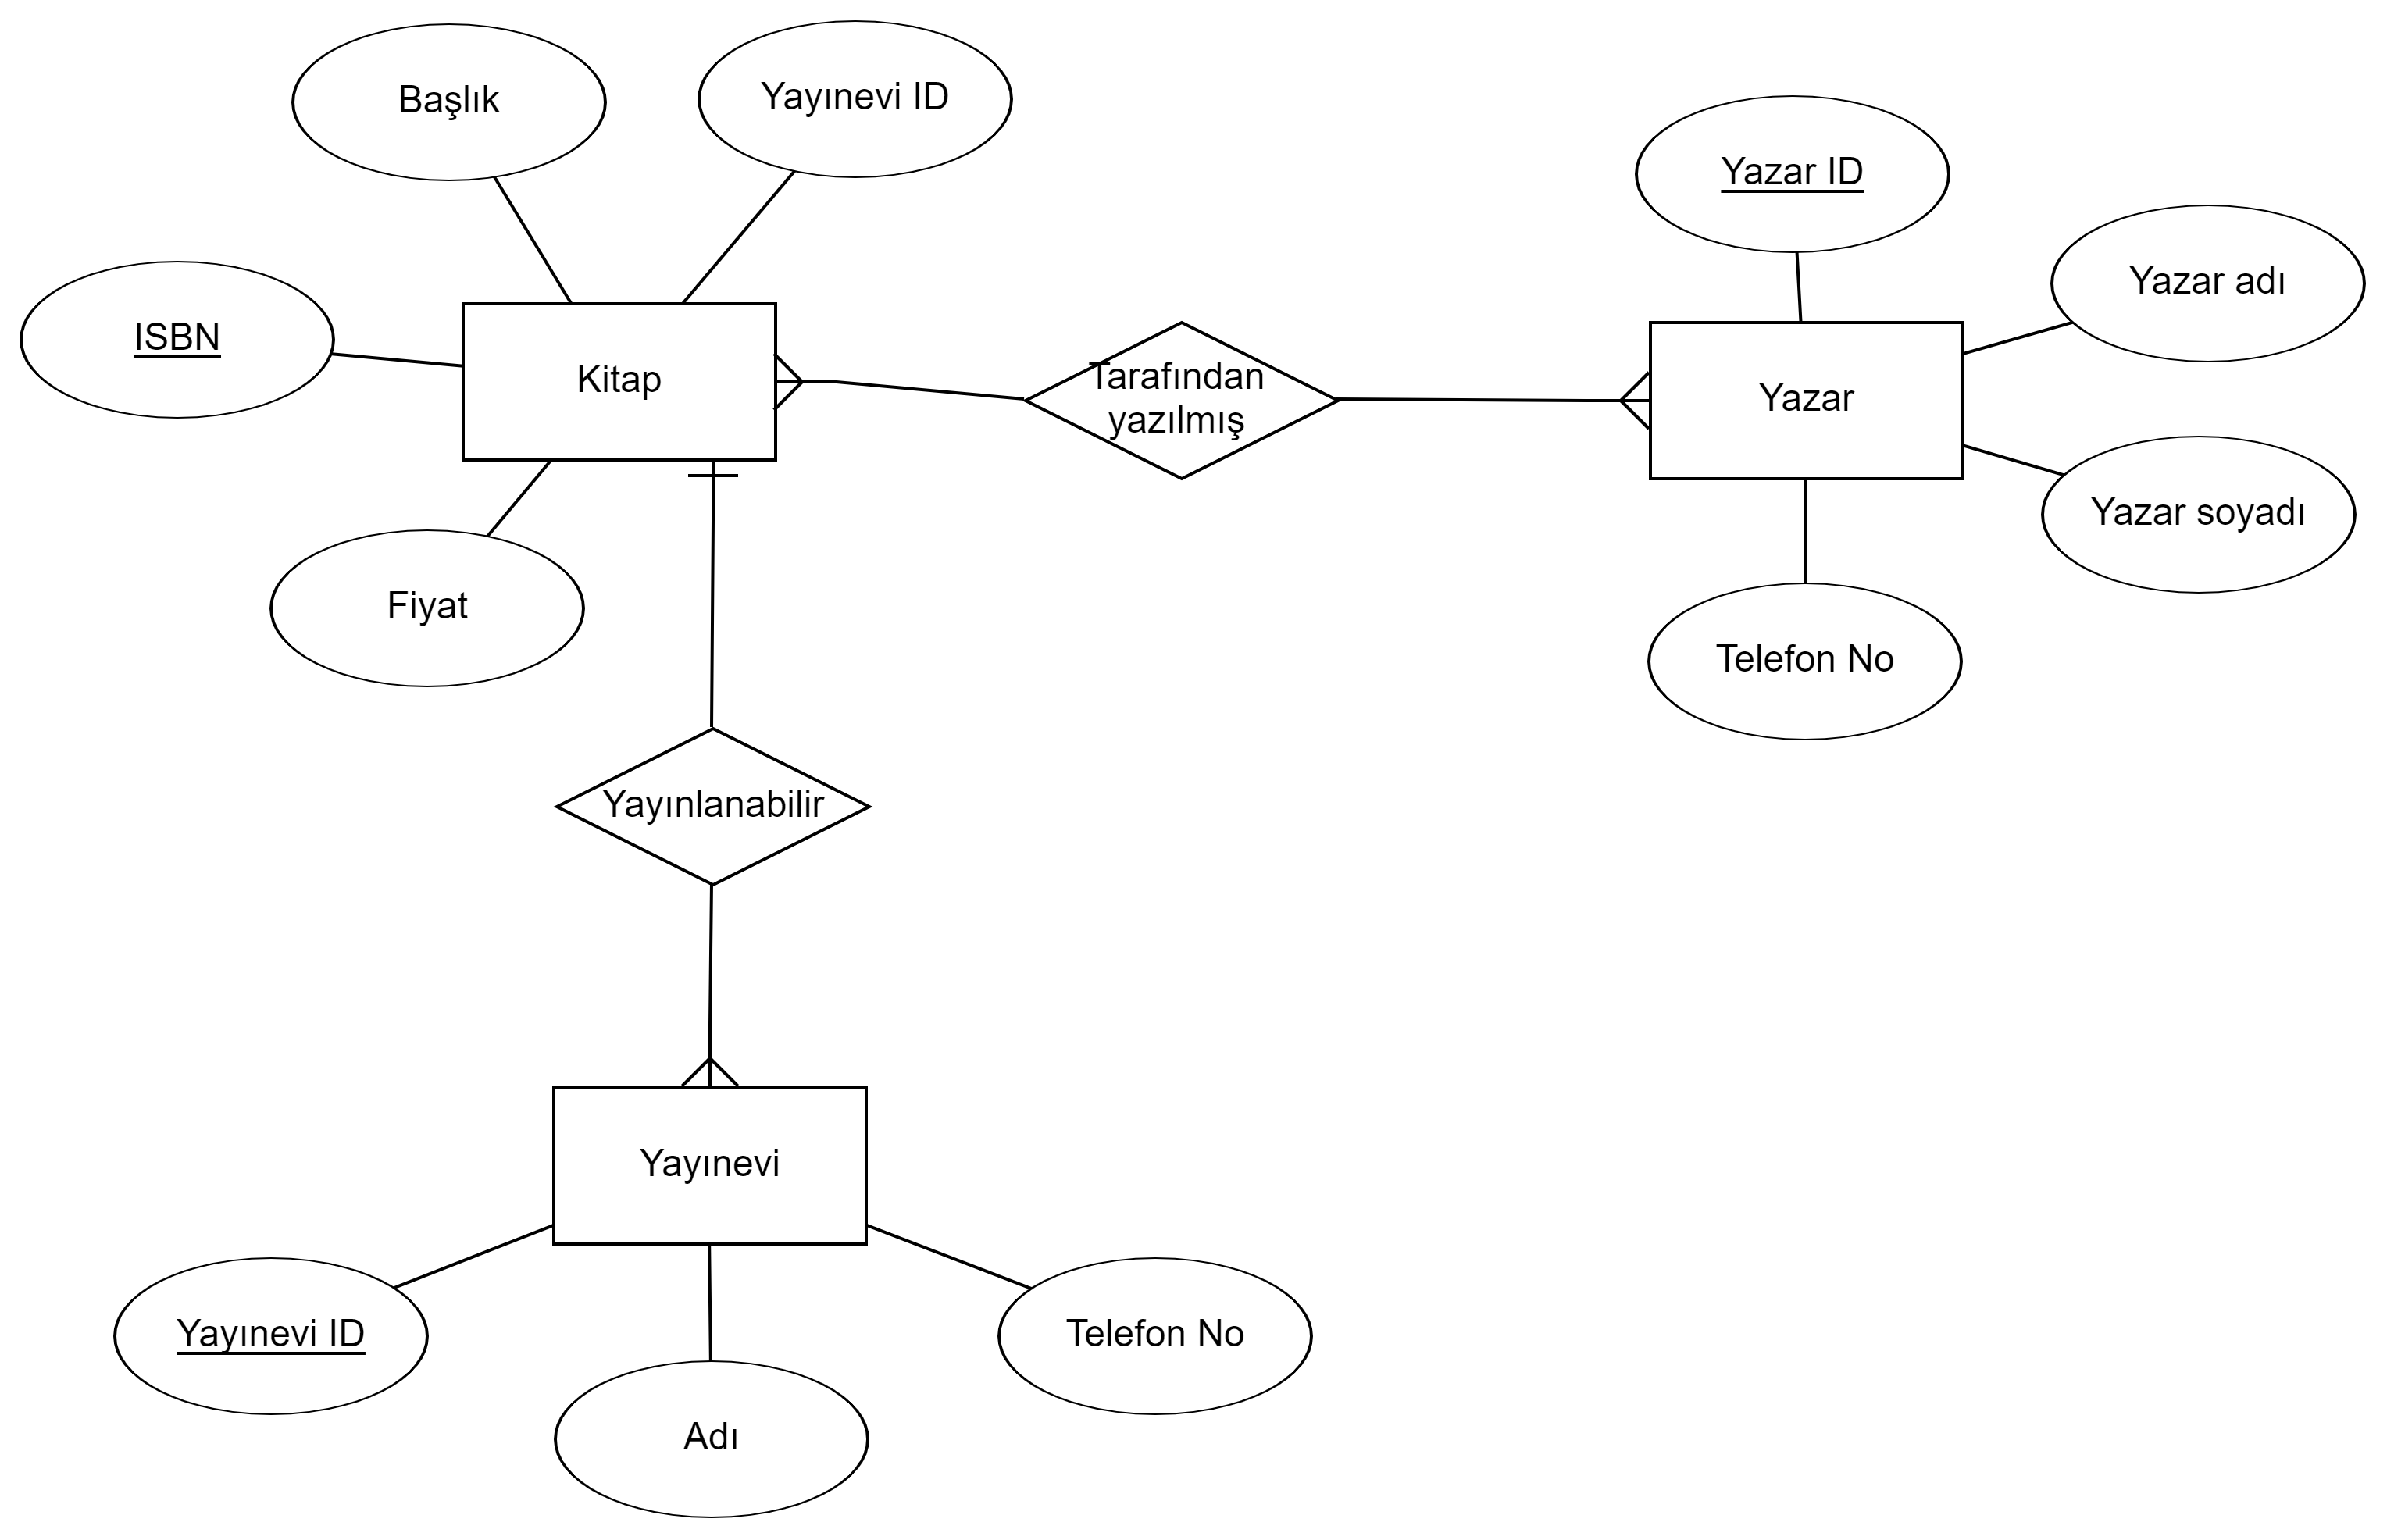 Başlık
Yayınevi ID
Yazar ID
Yazar adı
ISBN
Kitap
Tarafından
yazılmış
Yazar
Yazar soyadı
Fiyat
Telefon No
Yayınlanabilir
Yayınevi
Yayınevi ID
Telefon No
Adı